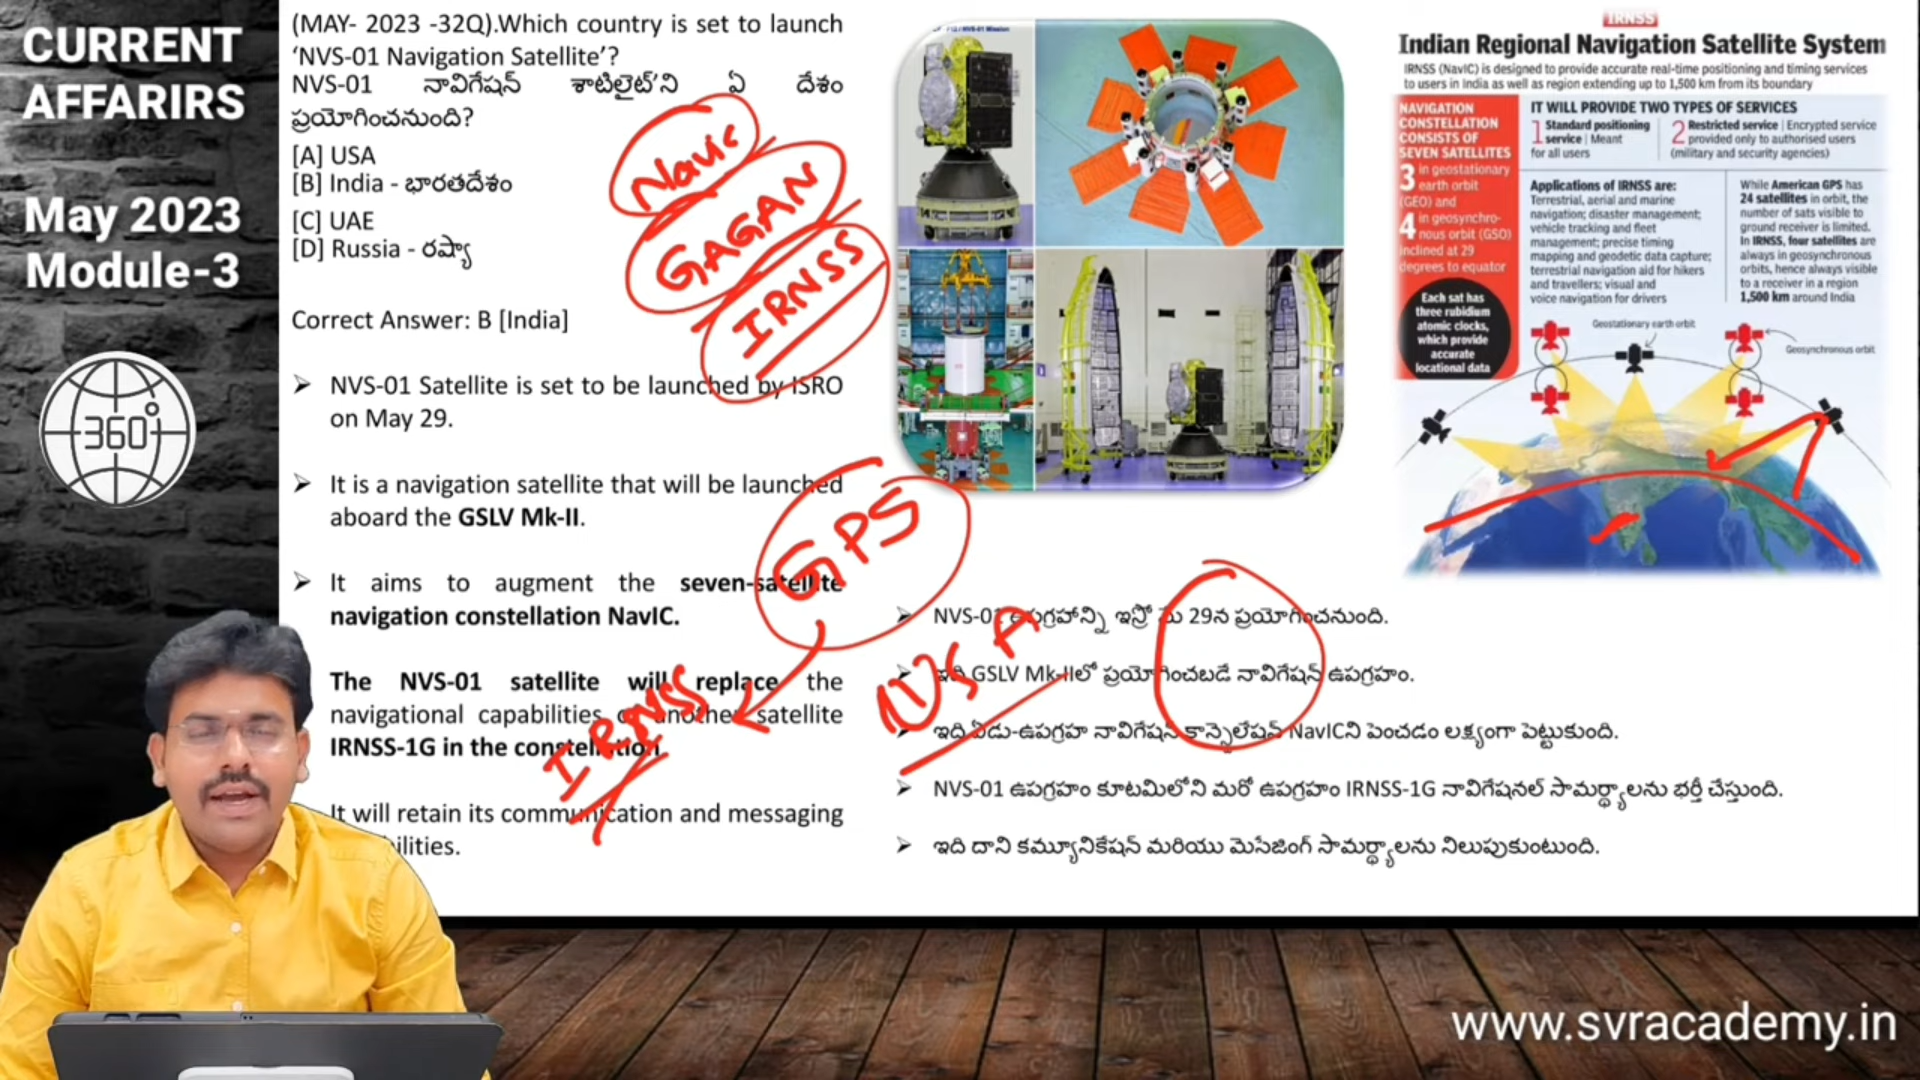 CURRENT
AFFARIRS
May 2023
Module-3
360°
(MAY- 2023 -32Q).Which country is set to launch
‘NVS-01 Navigation Satellite’?
NVS-01 నావిగేషన్ శాటిలైట్‌'ని ఏ దేశం
ప్రయోగించనుంది?
[A] USA
[B] India - భారతదేశం
[C] UAE
[D] Russia - రష్యా
Correct Answer: B [India]
➢ NVS-01 Satellite is set to be launched by ISRO
on May 29.
➢ It is a navigation satellite that will be launched
aboard the GSLV Mk-II.
➢ It aims to augment the seven-satellite
navigation constellation NavIC.
The NVS-01 satellite will replace the
navigational capabilities another satellite
IRNSS-1G in the constellation
It will retain its communication and messaging
Navic
GAGAN
IRNSS
GPS
IRNSS
NVS
IRNSS
Indian Regional Navigation Satellite System
IRNSS (NavIC) is designed to provide accurate real-time positioning and timing services
to users in India as well as region extending up to 1,500 km from its boundary
NAVIGATION
CONSTELLATION
CONSISTS OF
SEVEN SATELLITES
3 in geostationary
earth orbit
(GEO) and
4 in geosynchro-
nous orbit (GSO)
inclined at 29
degrees to equator
Each sat has
three rubidium
atomic clocks,
which provide
accurate
locational data
IT WILL PROVIDE TWO TYPES OF SERVICES
1 Standard positioning
service | Meant
for all users
2 Restricted service | Encrypted service
provided only to authorised users
(military and security agencies)
Applications of IRNSS are:
Terrestrial, aerial and marine
navigation; disaster management;
vehicle tracking and fleet
management; precise timing
mapping and geodetic data capture;
terrestrial navigation aid for hikers
and travellers; visual and
voice navigation for drivers
While American GPS has
24 satellites in orbit, the
number of sats visible to
ground receiver is limited.
In IRNSS, four satellites are
always in geosynchronous
orbits, hence always visible
to a receiver in a region
1,500 km around India
Geostationary earth orbit
Geosynchronous orbit
➢ NVS-01 ఉపగ్రహాన్ని ఇస్రో మే 29న ప్రయోగించనుంది.
➢ ఇది GSLV Mk-IIలో ప్రయోగించబడే నావిగేషన్ ఉపగ్రహం.
➢ ఇది ఏడు-ఉపగ్రహ నావిగేషన్ కాన్స్టెలేషన్ NavICని పెంచడం లక్ష్యంగా పెట్టుకుంది.
➢ NVS-01 ఉపగ్రహం కూటమిలోని మరో ఉపగ్రహం IRNSS-1G నావిగేషనల్ సామర్థ్యాలను భర్తీ చేస్తుంది.
➢ ఇది దాని కమ్యూనికేషన్ మరియు మెసేజింగ్ సామర్థ్యాలను నిలుపుకుంటుంది.
www.svracademy.in